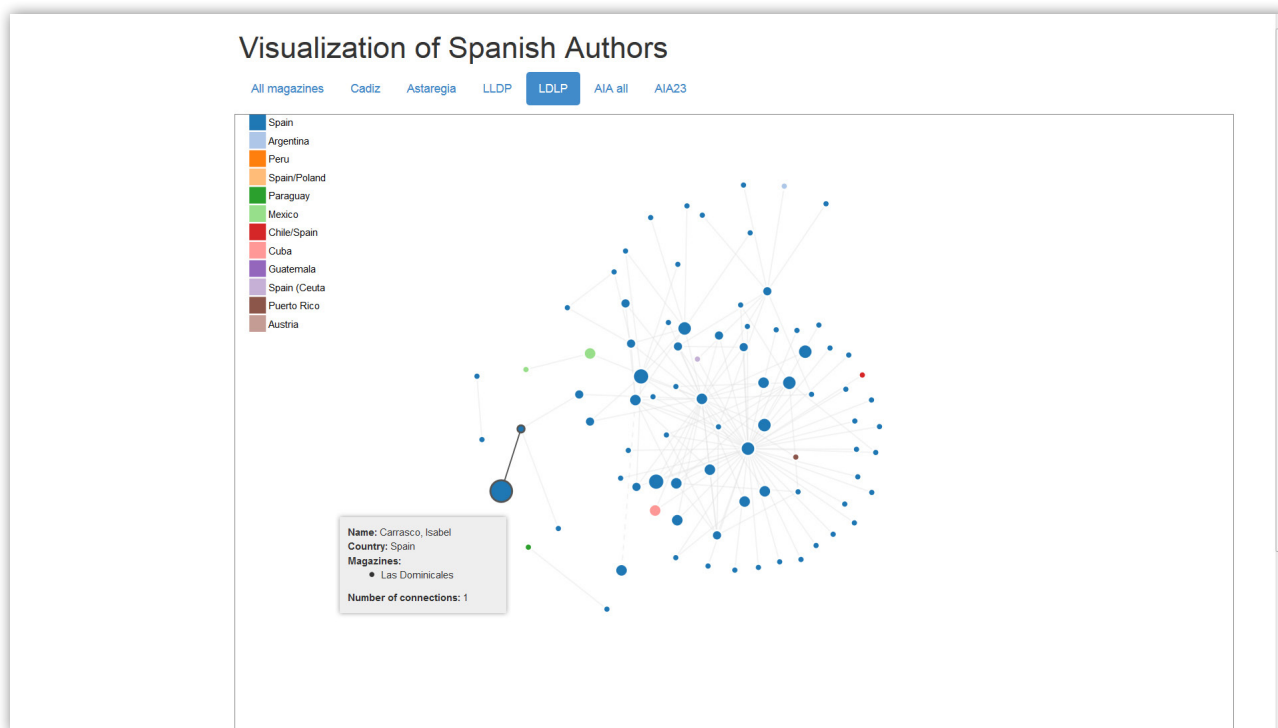 Visualization of Spanish Authors
All magazines Cadiz Astaregia LLDP LDLP AIA all AIA23
Spain
Argentina
Peru
Spain/Poland
Paraguay
Mexico
Chile/Spain
Cuba
Guatemala
Spain (Ceuta
Puerto Rico
Austria
Name: Carrasco, Isabel
Country: Spain
Magazines:
● Las Dominicales
Number of connections: 1